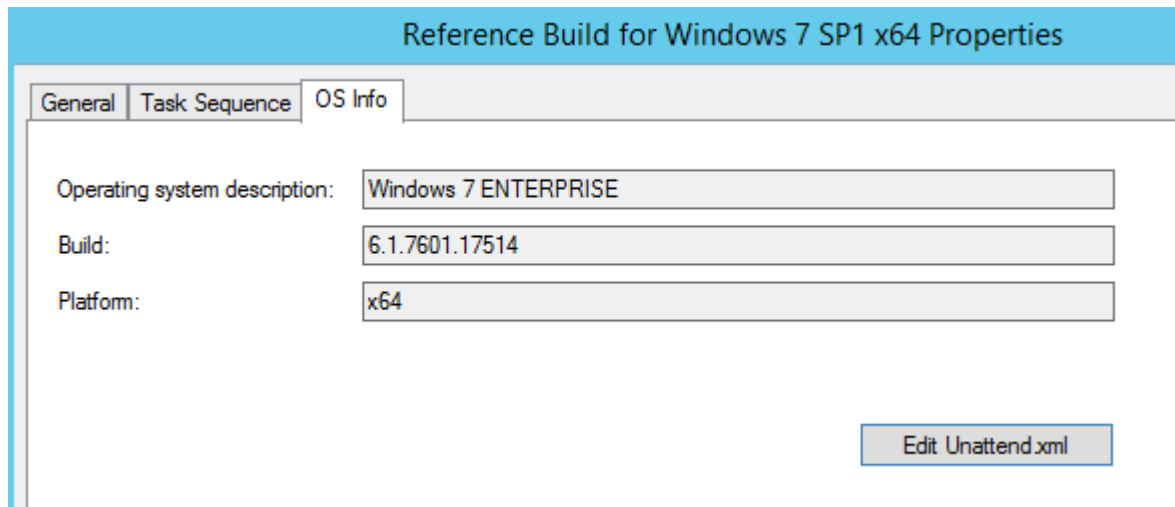 Reference Build for Windows 7 SP1 x64 Properties
General Task Sequence OS Info
Operating system description: Windows 7 ENTERPRISE
Build: 6.1.7601.17514
Platform: x64
Edit Unattend.xml